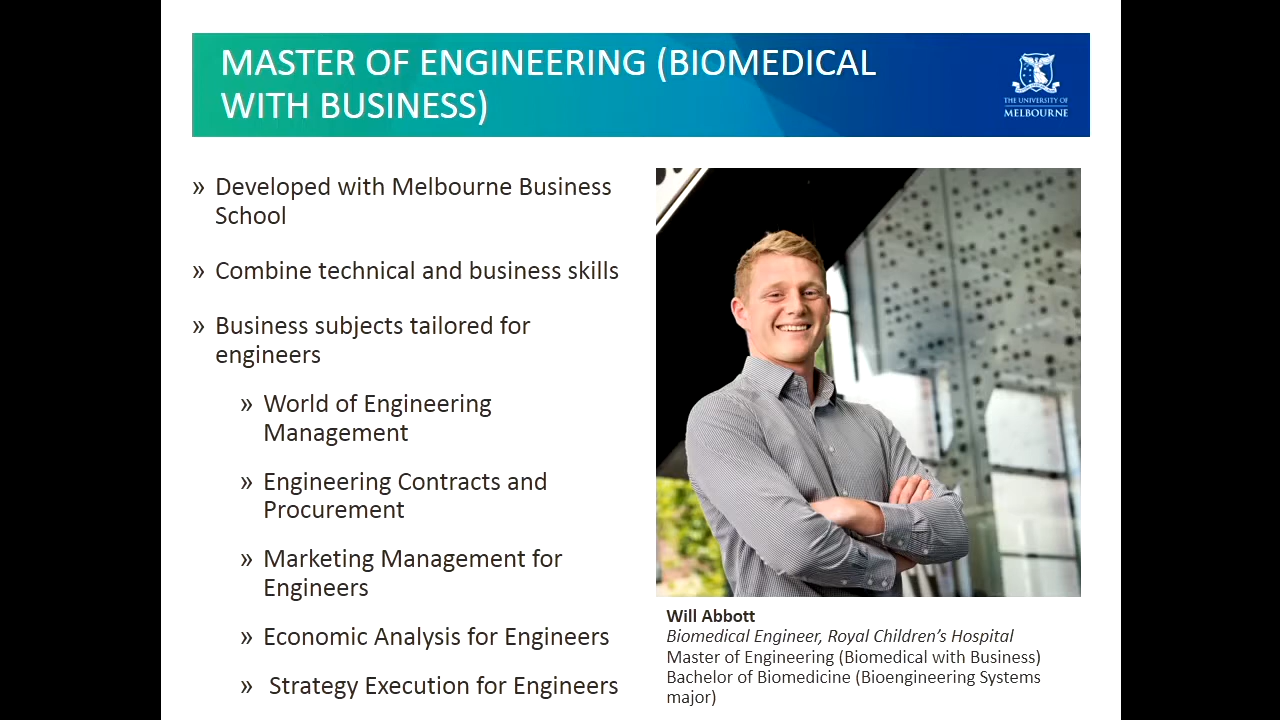 MASTER OF ENGINEERING (BIOMEDICAL
WITH BUSINESS)
THE UNIVERSITY OF
MELBOURNE
» Developed with Melbourne Business
School
» Combine technical and business skills
» Business subjects tailored for
engineers
» World of Engineering
Management
» Engineering Contracts and
Procurement
» Marketing Management for
Engineers
» Economic Analysis for Engineers
» Strategy Execution for Engineers
Will Abbott
Biomedical Engineer, Royal Children’s Hospital
Master of Engineering (Biomedical with Business)
Bachelor of Biomedicine (Bioengineering Systems
major)